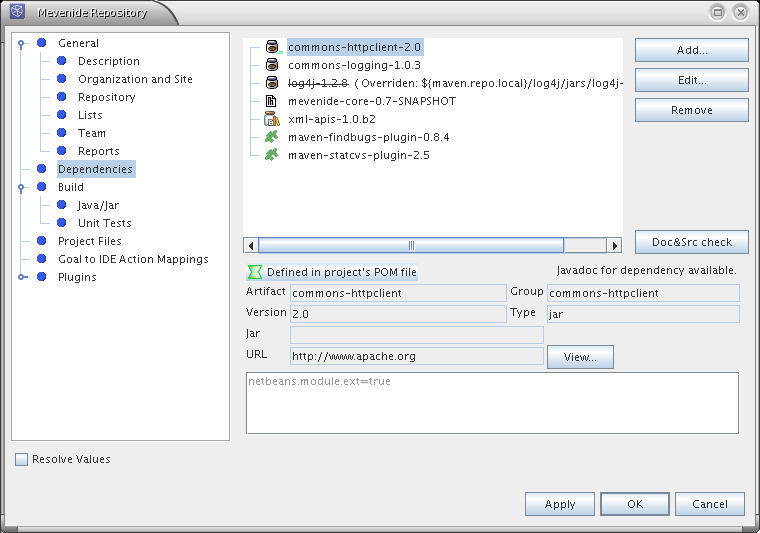 Mevenide Repository
General
Description
Organization and Site
Repository
Lists
Team
Reports
Dependencies
Build
Java/Jar
Unit Tests
Project Files
Goal to IDE Action Mappings
Plugins
commons-httpclient-2.0
commons-logging-1.0.3
log4j-1.2.8 ( Overriden: ${maven.repo.local}/log4j/jars/log4j-
mevenide-core-0.7-SNAPSHOT
xml-apis-1.0.b2
maven-findbugs-plugin-0.8.4
maven-statcvs-plugin-2.5
Add...
Edit...
Remove
Doc&Src check
Defined in project's POM file
Javadoc for dependency available.
Artifact commons-httpclient Group commons-httpclient
Version 2.0 Type jar
Jar
URL http://www.apache.org View...
netbeans.module.ext=true
Resolve Values
Apply OK Cancel